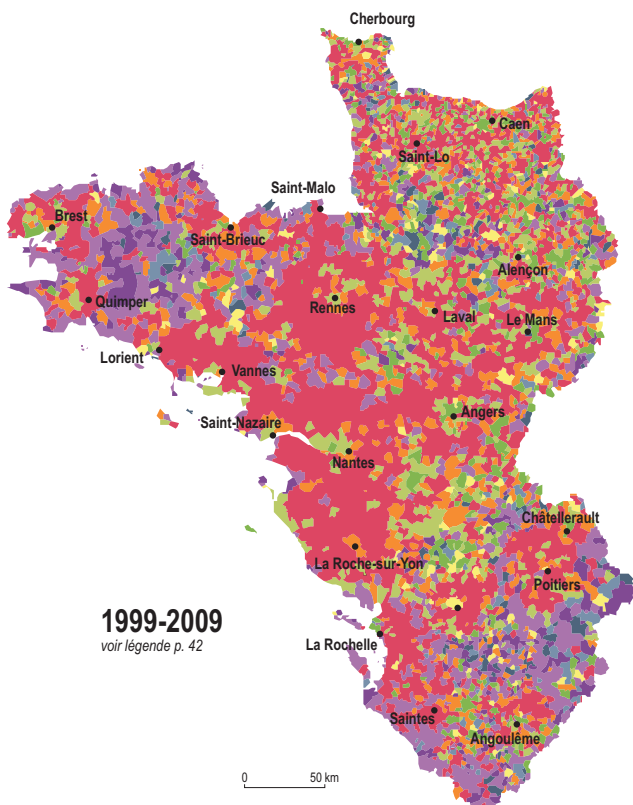 Cherbourg
Caen
Saint-Lo
Saint-Malo
Brest
Saint-Brieuc
Alençon
Quimper
Rennes
Laval
Le Mans
Lorient
Vannes
Angers
Saint-Nazaire
Nantes
Châtellerault
La Roche-sur-Yon
Poitiers
1999-2009
voir légende p. 42
La Rochelle
Saintes
Angoulême
0 50 km